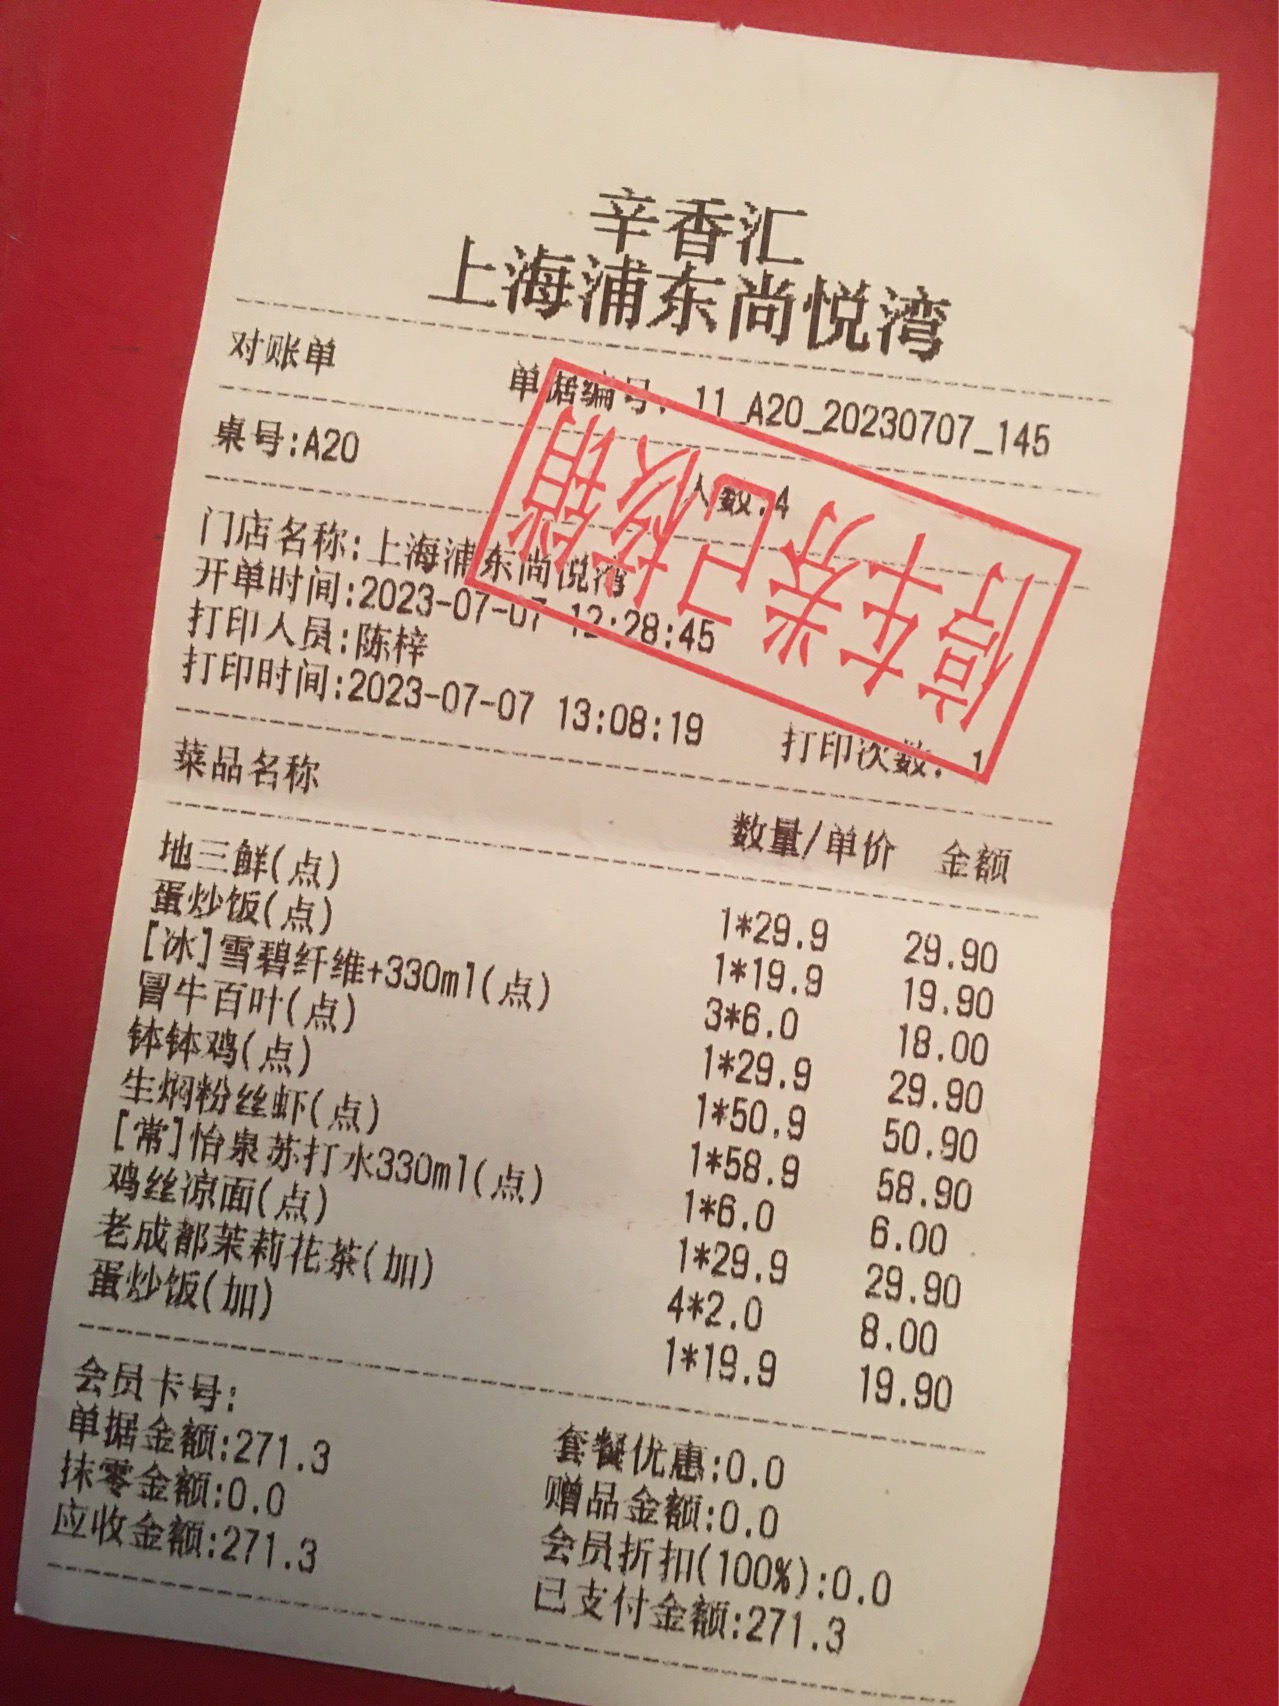 辛香汇
上海浦东尚悦湾
对账单 单据编号: 11_A20_20230707_145
桌号:A20 人数:4
门店名称:上海浦东尚悦湾
开单时间:2023-07-07 12:28:45
打印人员:陈梓
打印时间:2023-07-07 13:08:19 打印次数: 1
停车券已核销
菜品名称 数量/单价 金额
地三鲜(点) 1*29.9 29.90
蛋炒饭(点) 1*19.9 19.90
[冰]雪碧纤维+330ml(点) 3*6.0 18.00
冒牛百叶(点) 1*29.9 29.90
钵钵鸡(点) 1*50.9 50.90
生焖粉丝虾(点) 1*58.9 58.90
[常]怡泉苏打水330ml(点) 1*6.0 6.00
鸡丝凉面(点) 1*29.9 29.90
老成都茉莉花茶(加) 4*2.0 8.00
蛋炒饭(加) 1*19.9 19.90
会员卡号:
单据金额:271.3 套餐优惠:0.0
抹零金额:0.0 赠品金额:0.0
应收金额:271.3 会员折扣(100%):0.0
已支付金额:271.3